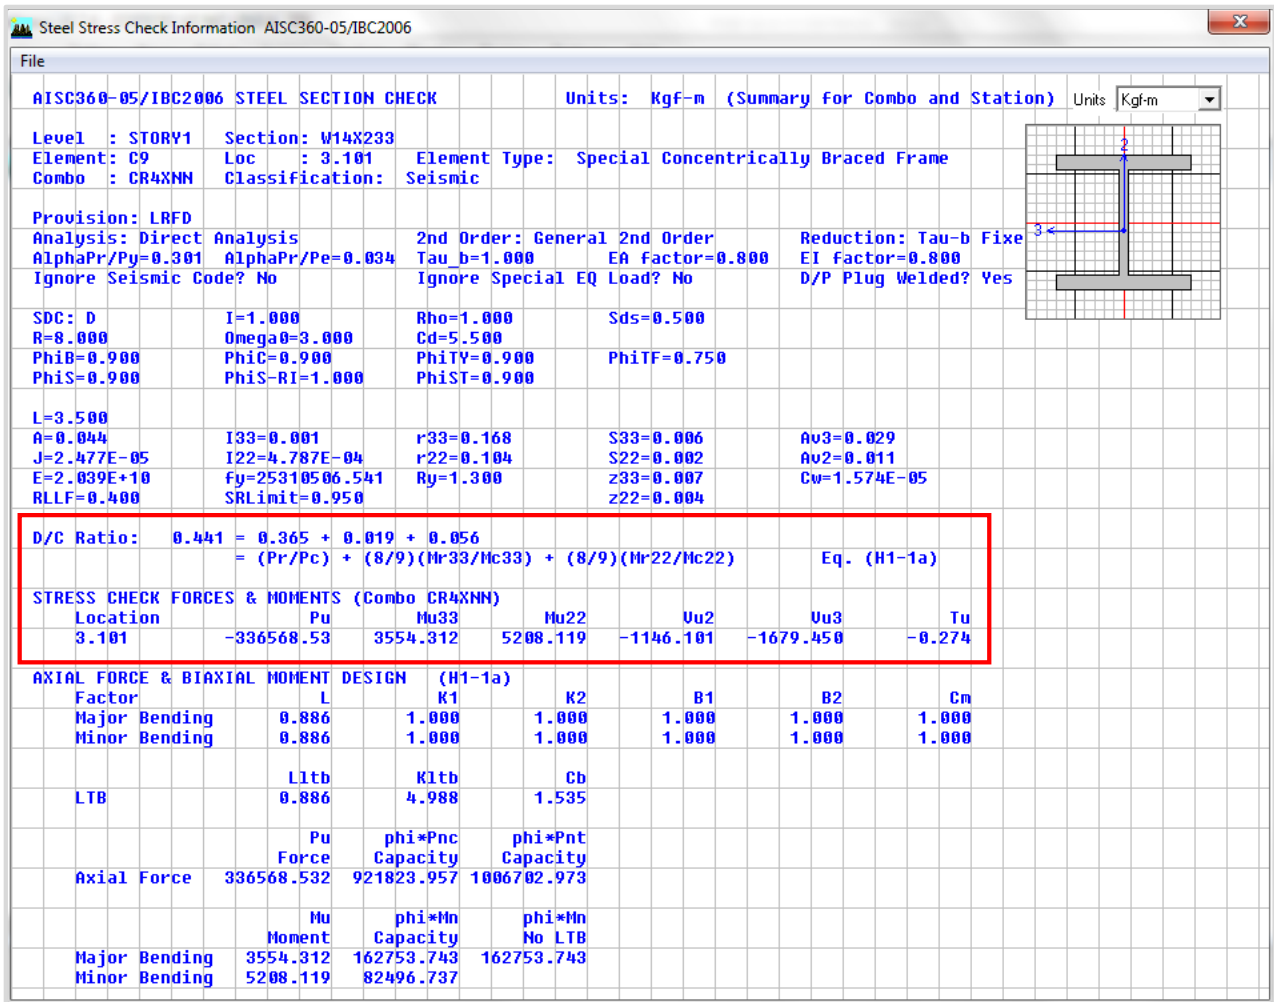 Steel Stress Check Information AISC360-05/IBC2006
File
AISC360-05/IBC2006 STEEL SECTION CHECK Units: Kgf-m (Summary for Combo and Station) Units Kgf-m
Level : STORY1 Section: W14X233
Element: C9 Loc : 3.101 Element Type: Special Concentrically Braced Frame
Combo : CR4XNN Classification: Seismic
2
3
Provision: LRFD
Analysis: Direct Analysis 2nd Order: General 2nd Order Reduction: Tau-b Fixe
AlphaPr/Py=0.301 AlphaPr/Pe=0.034 Tau_b=1.000 EA factor=0.800 EI factor=0.800
Ignore Seismic Code? No Ignore Special EQ Load? No D/P Plug Welded? Yes
SDC: D I=1.000 Rho=1.000 Sds=0.500
R=8.000 Omega0=3.000 Cd=5.500
PhiB=0.900 PhiC=0.900 PhiTY=0.900 PhiTF=0.750
PhiS=0.900 PhiS-RI=1.000 PhiST=0.900
L=3.500
A=0.044 I33=0.001 r33=0.168 S33=0.006 Av3=0.029
J=2.477E-05 I22=4.787E-04 r22=0.104 S22=0.002 Av2=0.011
E=2.039E+10 fy=25310506.541 Ry=1.300 z33=0.007 Cw=1.574E-05
RLLF=0.400 SRLimit=0.950 z22=0.004
D/C Ratio: 0.441 = 0.365 + 0.019 + 0.056
= (Pr/Pc) + (8/9)(Mr33/Mc33) + (8/9)(Mr22/Mc22) Eq. (H1-1a)
STRESS CHECK FORCES & MOMENTS (Combo CR4XNN)
Location Pu Mu33 Mu22 Vu2 Vu3 Tu
3.101 -336568.53 3554.312 5208.119 -1146.101 -1679.450 -0.274
AXIAL FORCE & BIAXIAL MOMENT DESIGN (H1-1a)
Factor L K1 K2 B1 B2 Cm
Major Bending 0.886 1.000 1.000 1.000 1.000 1.000
Minor Bending 0.886 1.000 1.000 1.000 1.000 1.000
Lltb Kltb Cb
LTB 0.886 4.988 1.535
Pu phi*Pnc phi*Pnt
Force Capacity Capacity
Axial Force 336568.532 921823.957 1006702.973
Mu phi*Mn phi*Mn
Moment Capacity No LTB
Major Bending 3554.312 162753.743 162753.743
Minor Bending 5208.119 82496.737